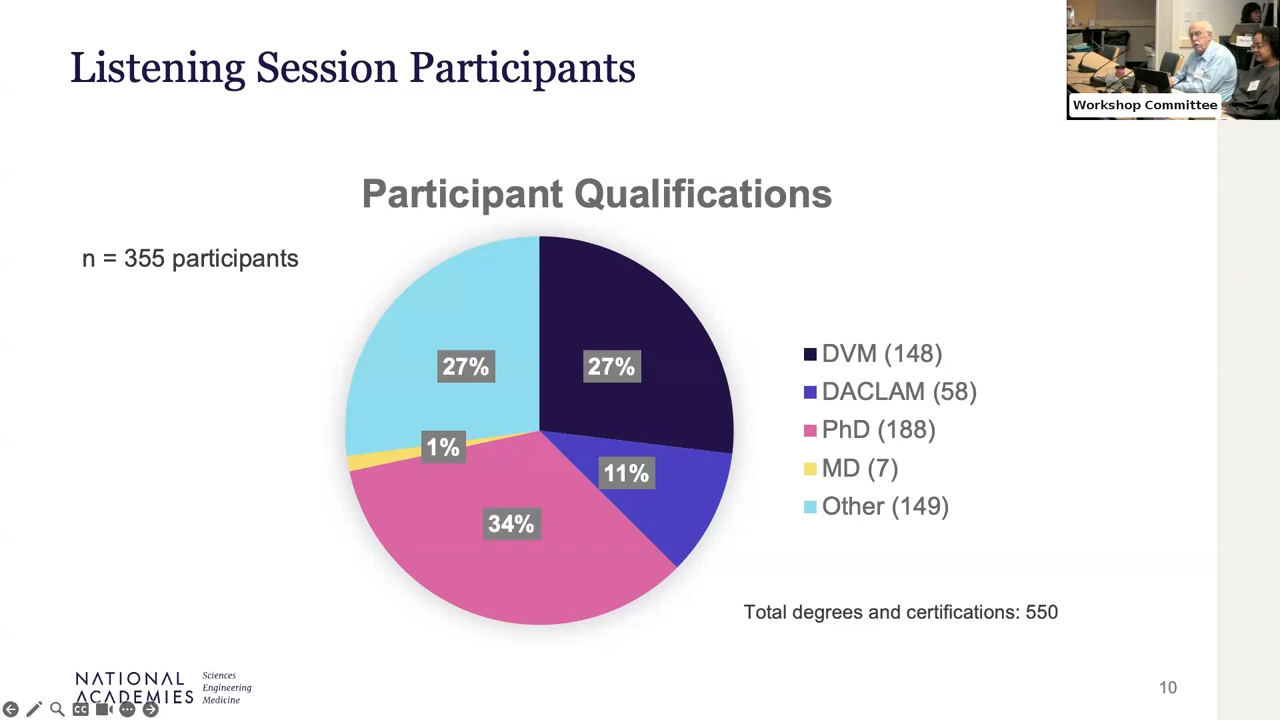 Listening Session Participants
Workshop Committee
Participant Qualifications
n = 355 participants
27%
27%
1%
11%
34%
DVM (148)
DACLAM (58)
PhD (188)
MD (7)
Other (149)
Total degrees and certifications: 550
NATIONAL
ACADEMIES
Sciences
Engineering
Medicine
CC
10